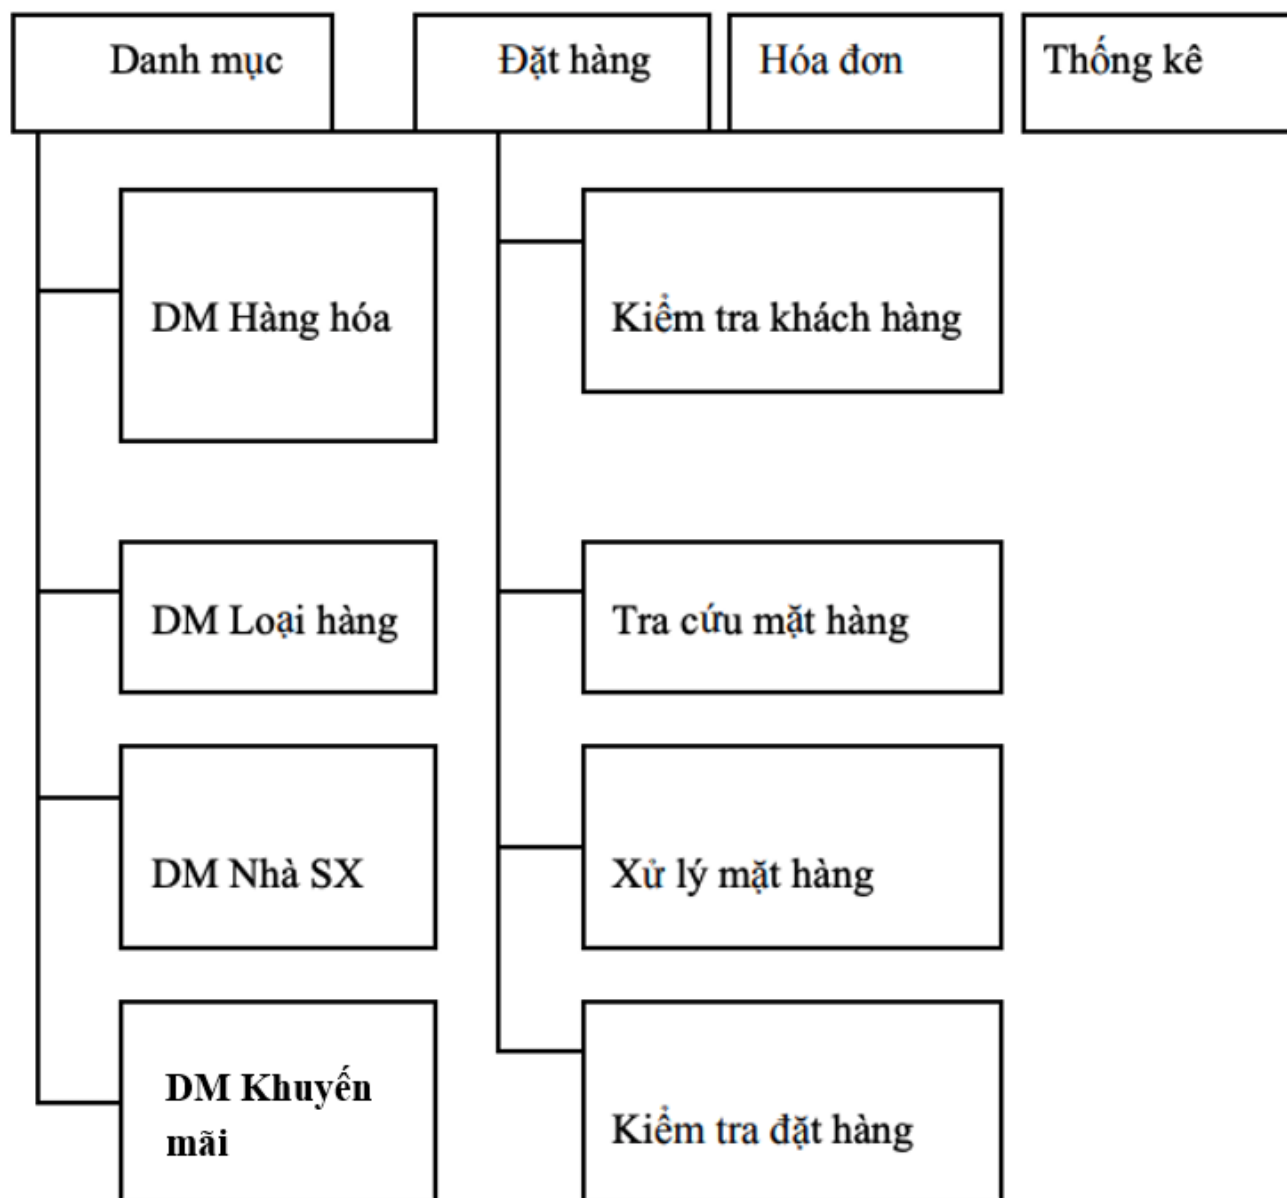 Danh mục
Đặt hàng
Hóa đơn
Thống kê
DM Hàng hóa
Kiểm tra khách hàng
DM Loại hàng
Tra cứu mặt hàng
DM Nhà SX
Xử lý mặt hàng
DM Khuyến
mãi
Kiểm tra đặt hàng